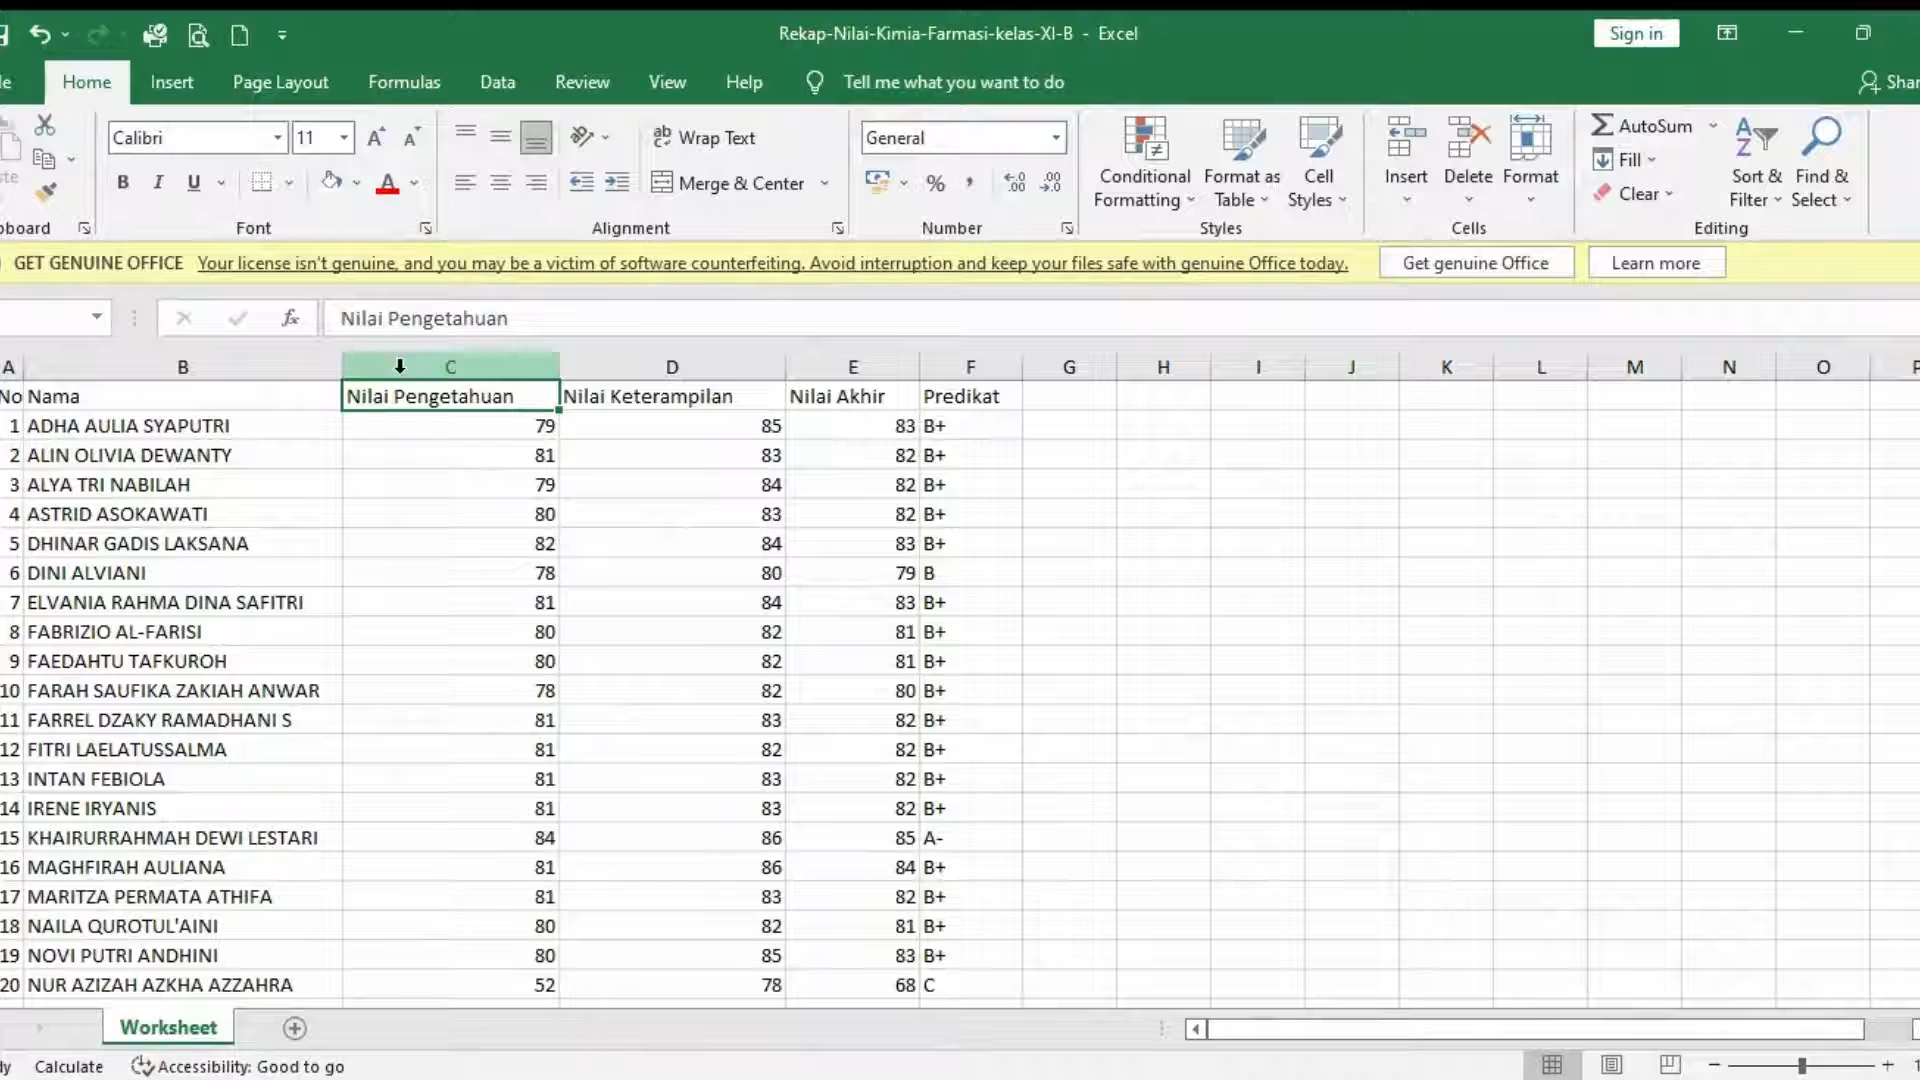 Rekap-Nilai-Kimia-Farmasi-kelas-XI-B - Excel
Sign in
Home Insert Page Layout Formulas Data Review View Help Tell me what you want to do
Calibri 11 Wrap Text General AutoSum
Fill
B I U Merge & Center % Conditional Formatting Format as Table Cell Styles Insert Delete Format Clear Sort & Filter Find & Select
Font Alignment Number Styles Cells Editing
GET GENUINE OFFICE Your license isn't genuine, and you may be a victim of software counterfeiting. Avoid interruption and keep your files safe with genuine Office today. Get genuine Office Learn more
fx Nilai Pengetahuan
A B C D E F G H I J K L M N O P
No Nama Nilai Pengetahuan Nilai Keterampilan Nilai Akhir Predikat
1 ADHA AULIA SYAPUTRI 79 85 83 B+
2 ALIN OLIVIA DEWANTY 81 83 82 B+
3 ALYA TRI NABILAH 79 84 82 B+
4 ASTRID ASOKAWATI 80 83 82 B+
5 DHINAR GADIS LAKSANA 82 84 83 B+
6 DINI ALVIANI 78 80 79 B
7 ELVANIA RAHMA DINA SAFITRI 81 84 83 B+
8 FABRIZIO AL-FARISI 80 82 81 B+
9 FAEDAHTU TAFKUROH 80 82 81 B+
10 FARAH SAUFIKA ZAKIAH ANWAR 78 82 80 B+
11 FARREL DZAKY RAMADHANI S 81 83 82 B+
12 FITRI LAELATUSSALMA 81 82 82 B+
13 INTAN FEBIOLA 81 83 82 B+
14 IRENE IRYANIS 81 83 82 B+
15 KHAIRURRAHMAH DEWI LESTARI 84 86 85 A-
16 MAGHFIRAH AULIANA 81 86 84 B+
17 MARITZA PERMATA ATHIFA 81 83 82 B+
18 NAILA QUROTUL'AINI 80 82 81 B+
19 NOVI PUTRI ANDHINI 80 85 83 B+
20 NUR AZIZAH AZKHA AZZAHRA 52 78 68 C
Worksheet
Calculate Accessibility: Good to go